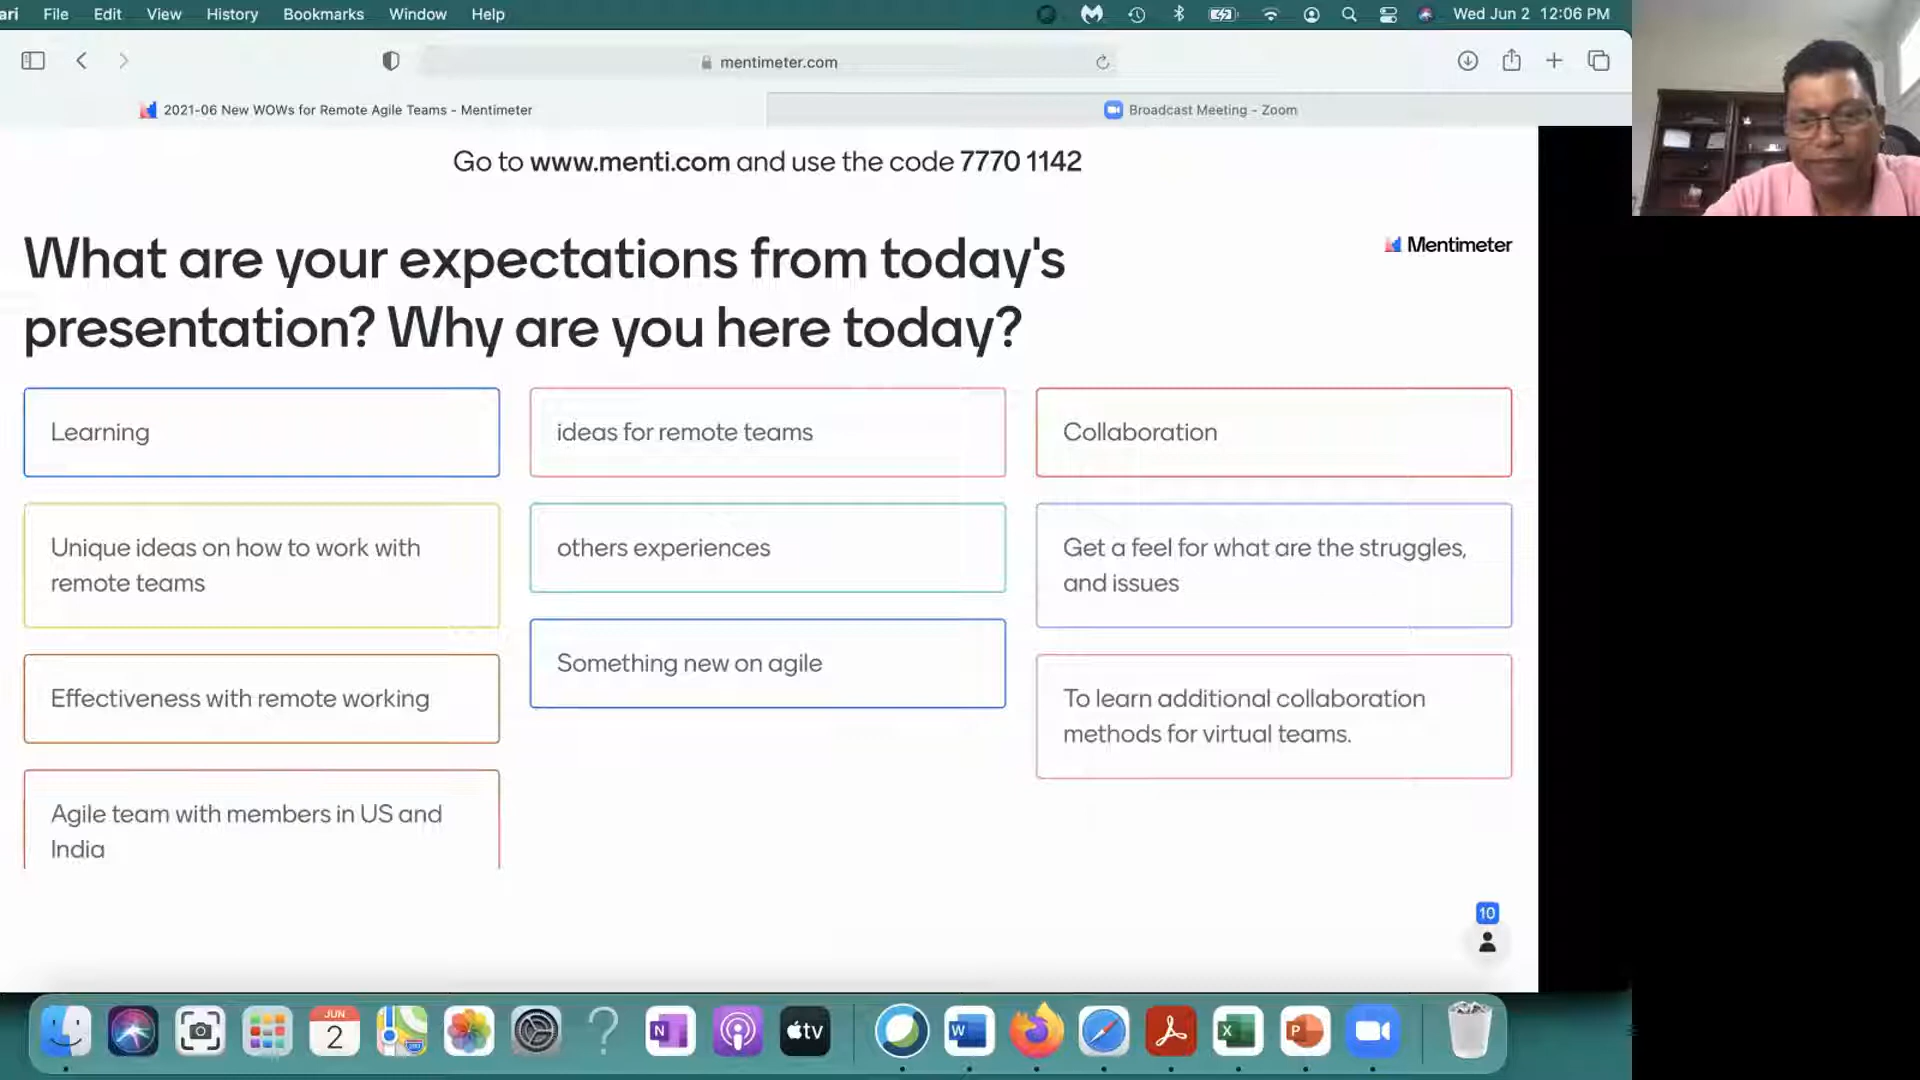 ari File Edit View History Bookmarks Window Help Wed Jun 2 12:06 PM
mentimeter.com
2021-06 New WOWs for Remote Agile Teams - Mentimeter
Broadcast Meeting - Zoom
Go to www.menti.com and use the code 7770 1142
What are your expectations from today's
presentation? Why are you here today?
Mentimeter
Learning
ideas for remote teams
Collaboration
Unique ideas on how to work with
remote teams
others experiences
Get a feel for what are the struggles,
and issues
Something new on agile
Effectiveness with remote working
To learn additional collaboration
methods for virtual teams.
Agile team with members in US and
India
10
JUN
2
N
tv
W
X
P